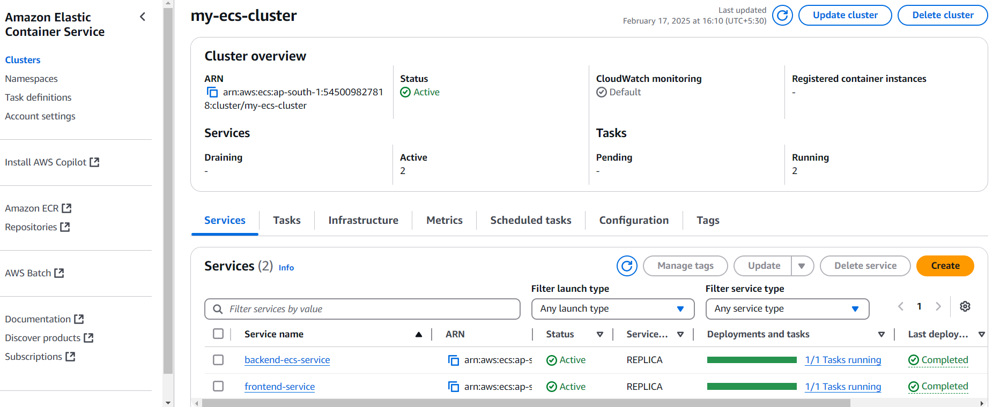 Amazon Elastic
Container Service
Clusters
Namespaces
Task definitions
Account settings
Install AWS Copilot
Amazon ECR
Repositories
AWS Batch
Documentation
Discover products
Subscriptions
my-ecs-cluster
Last updated
February 17, 2025 at 16:10 (UTC+5:30)
Update cluster
Delete cluster
Cluster overview
ARN
arn:aws:ecs:ap-south-1:54500982781
8:cluster/my-ecs-cluster
Status
Active
CloudWatch monitoring
Default
Registered container instances
-
Services
Draining
-
Active
2
Tasks
Pending
-
Running
2
Services Tasks Infrastructure Metrics Scheduled tasks Configuration Tags
Services (2) Info
Manage tags
Update
Delete service
Create
Filter services by value
Filter launch type
Any launch type
Filter service type
Any service type
1
Service name ARN Status Service... Deployments and tasks Last deploy...
backend-ecs-service arn:aws:ecs:ap-s Active REPLICA 1/1 Tasks running Completed
frontend-service arn:aws:ecs:ap-s Active REPLICA 1/1 Tasks running Completed